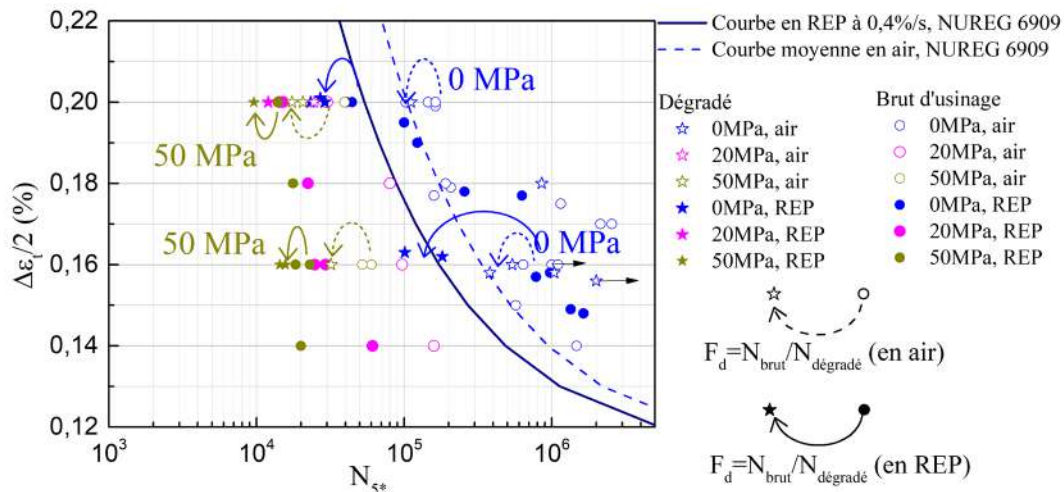 0,22
0,20
0,18
0,16
0,14
0,12
Δεₜ/2 (%)
10³
10⁴
10⁵
10⁶
N₅*
0 MPa
50 MPa
50 MPa
0 MPa
Courbe en REP à 0,4%/s, NUREG 6909
Courbe moyenne en air, NUREG 6909
Dégradé
0MPa, air
20MPa, air
50MPa, air
0MPa, REP
20MPa, REP
50MPa, REP
Brut d'usinage
0MPa, air
20MPa, air
50MPa, air
0MPa, REP
20MPa, REP
50MPa, REP
F_d=N_brut/N_dégradé (en air)
F_d=N_brut/N_dégradé (en REP)